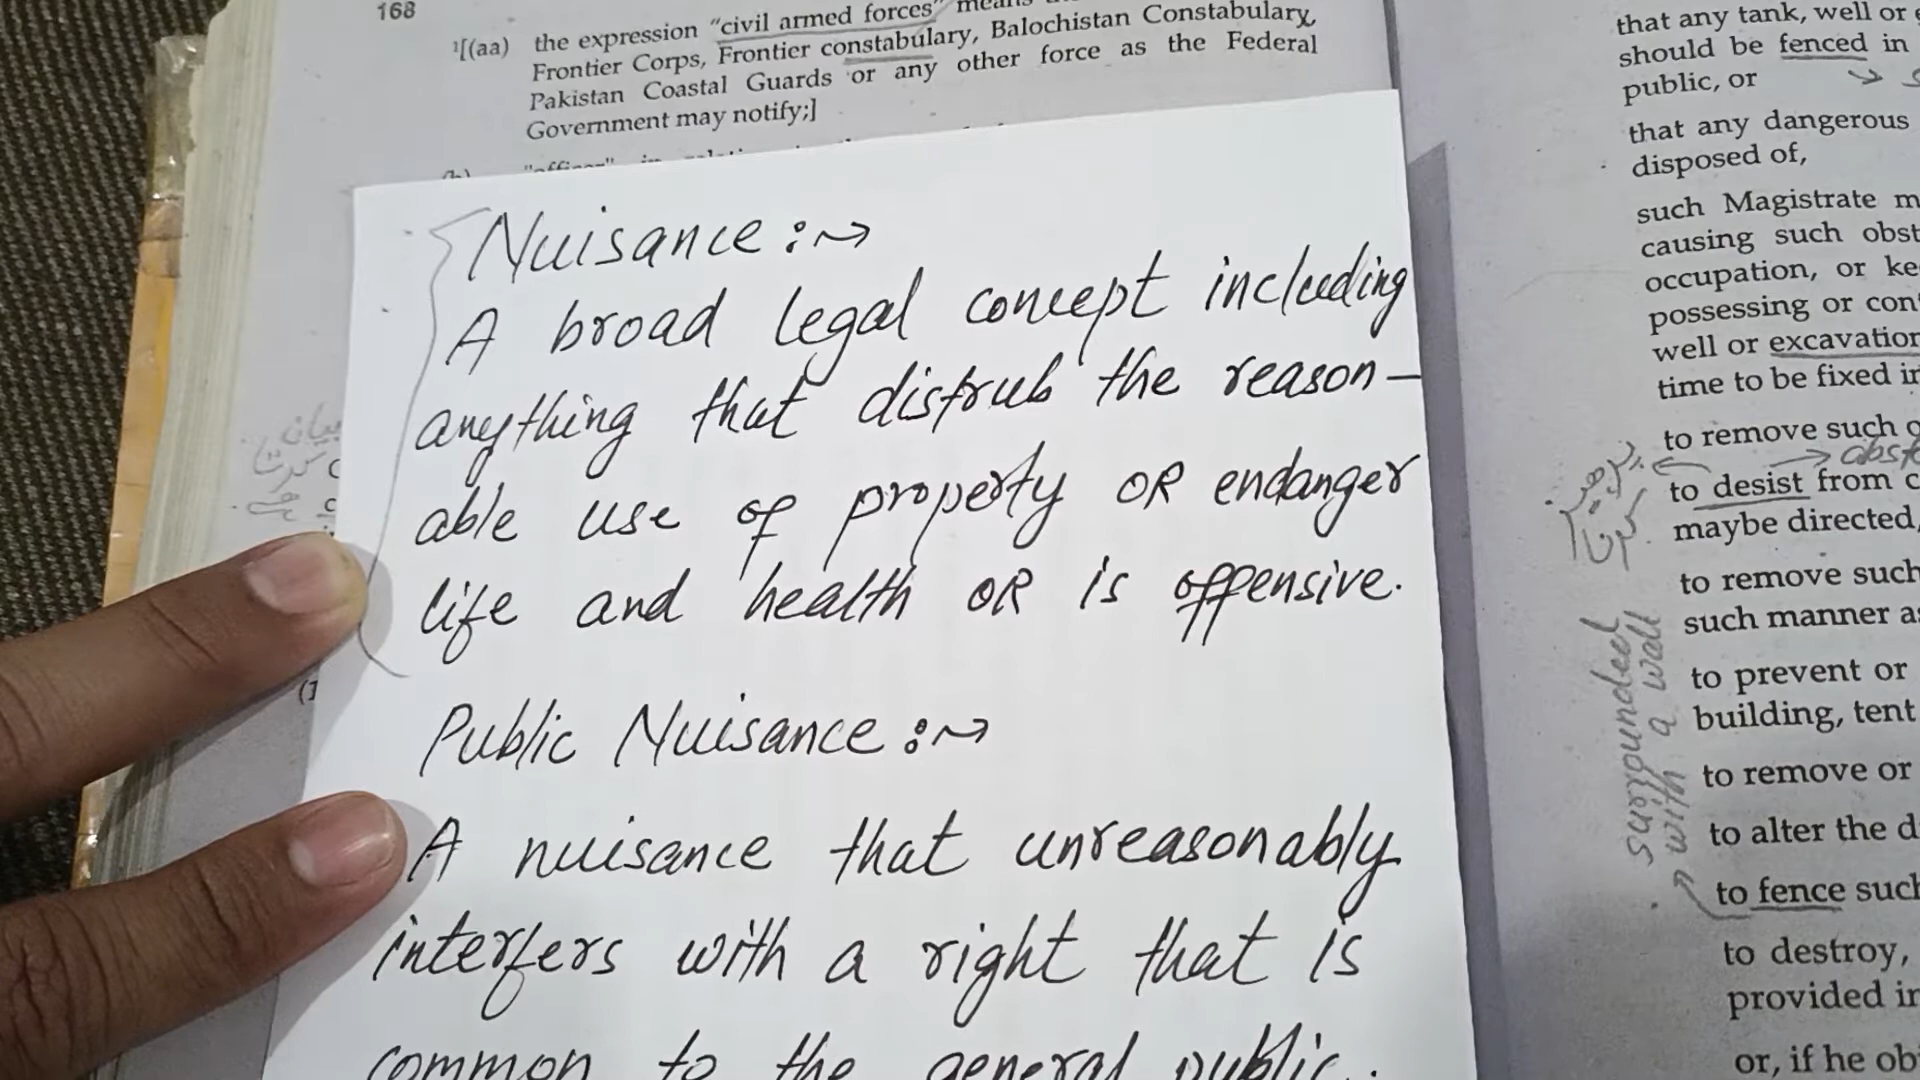 168
¹[(aa) the expression "civil armed forces" means
Frontier Corps, Frontier constabulary, Balochistan Constabulary,
Pakistan Coastal Guards or any other force as the Federal
Government may notify;]
Nuisance:~>
A broad legal concept including
anything that distrub the reason-
able use of property OR endanger
life and health OR is offensive.
Public Nuisance:~>
A nuisance that unreasonably
interfers with a right that is
common to the general public.
that any tank, well or
should be fenced in
public, or
that any dangerous
disposed of,
such Magistrate
causing such
occupation, or
possessing or
well or
time to be fixed
to remove such
to desist from
maybe directed,
to remove such
such manner
to prevent or
building, tent
to remove or
to alter the
to fence
to destroy,
provided
or, if he
surrounded
with a wall